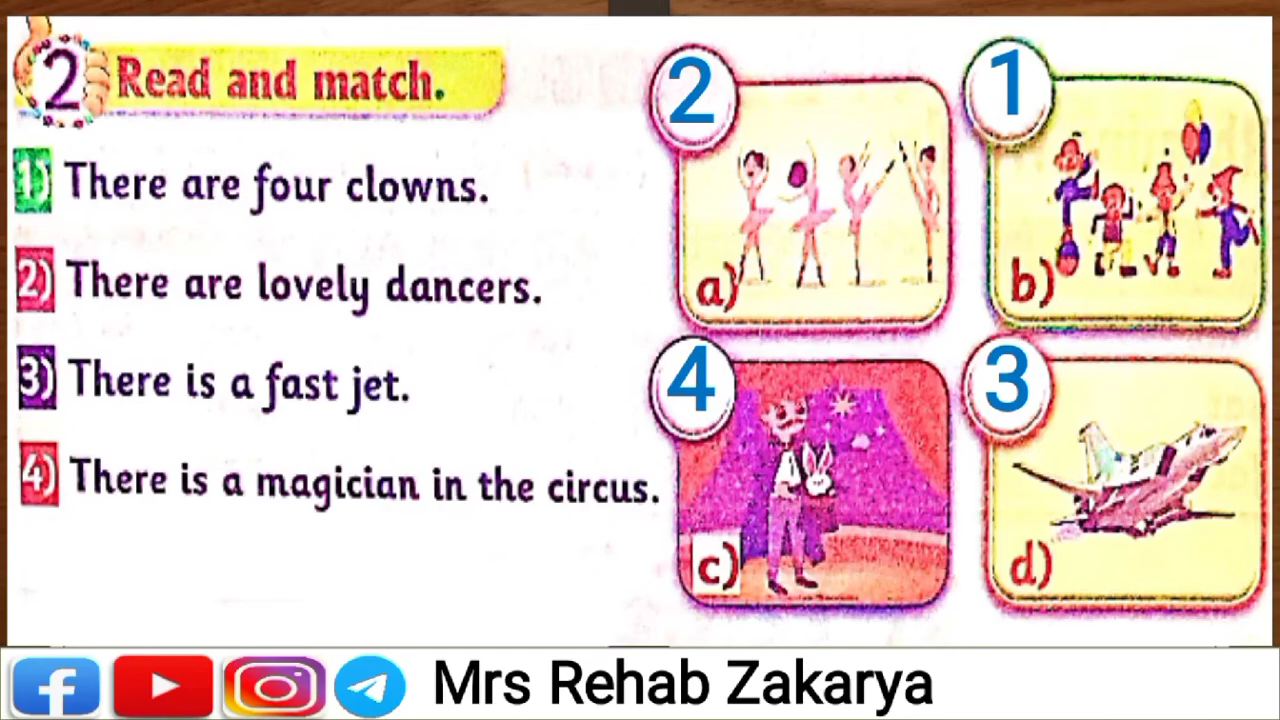 2 Read and match.
1) There are four clowns.
2) There are lovely dancers.
3) There is a fast jet.
4) There is a magician in the circus.
2
a)
1
b)
4
c)
3
d)
Mrs Rehab Zakarya